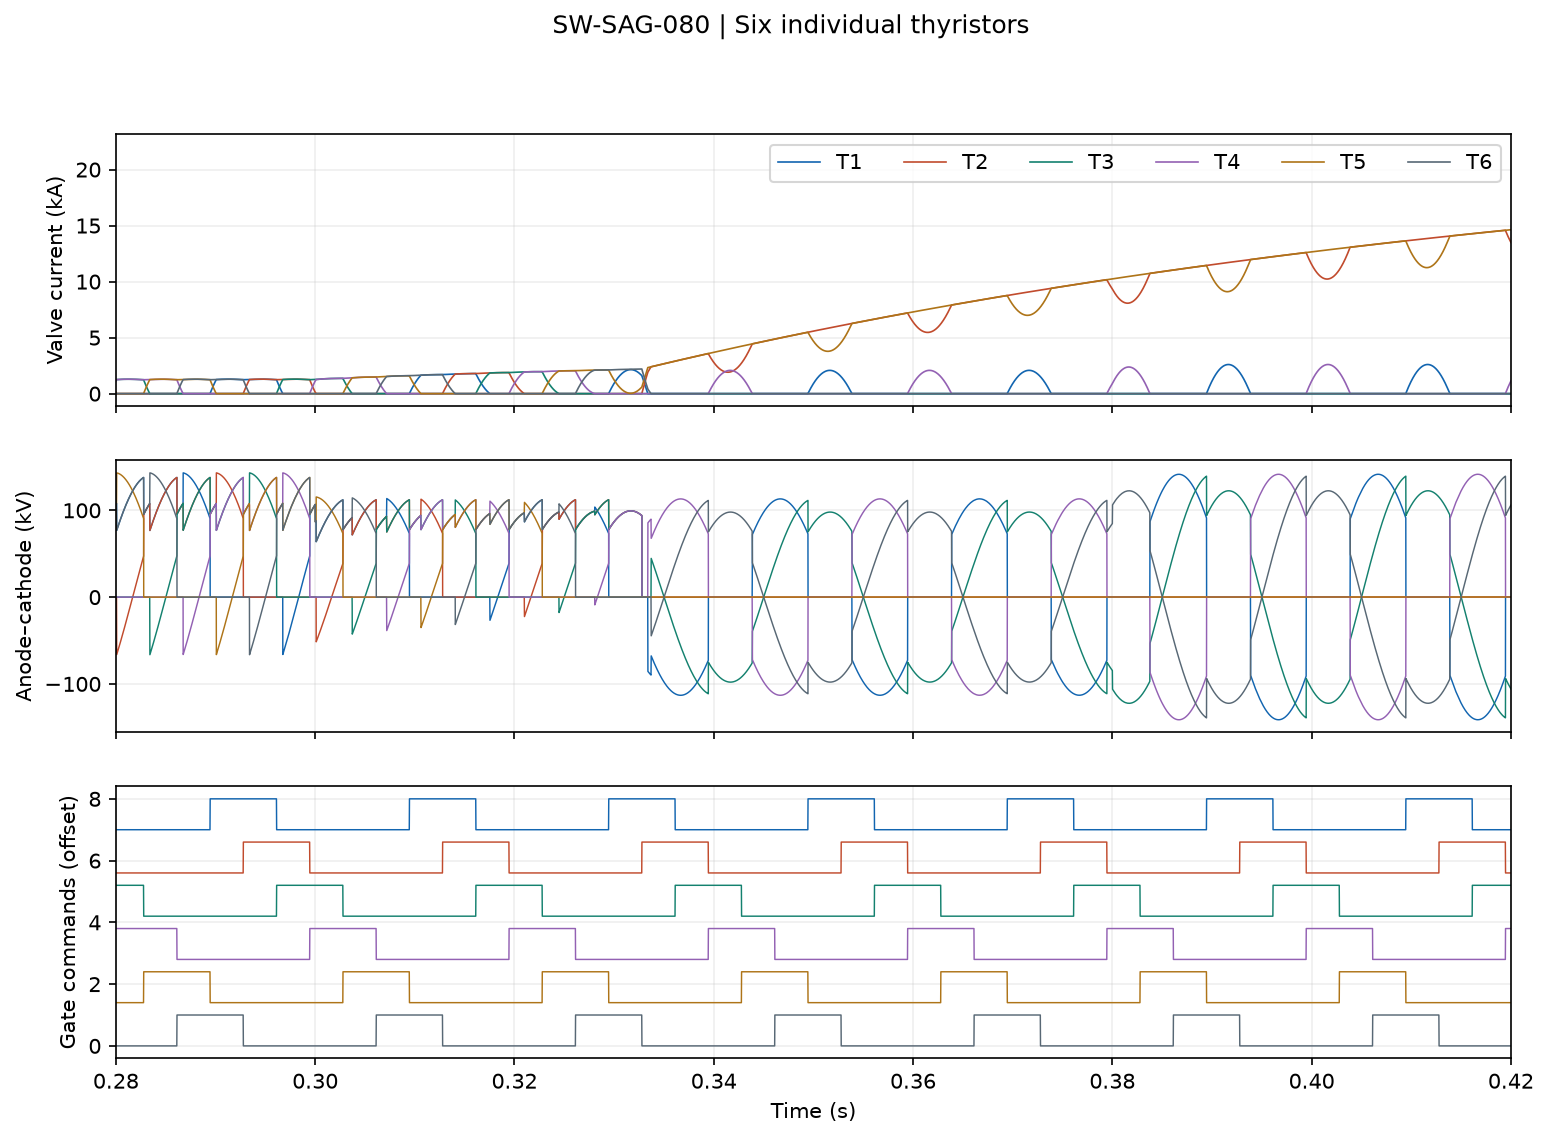 SW-SAG-080 | Six individual thyristors
Valve current (kA)
20
15
10
5
0
T1 T2 T3 T4 T5 T6
Anode–cathode (kV)
100
0
−100
Gate commands (offset)
8
6
4
2
0
0.28 0.30 0.32 0.34 0.36 0.38 0.40 0.42
Time (s)